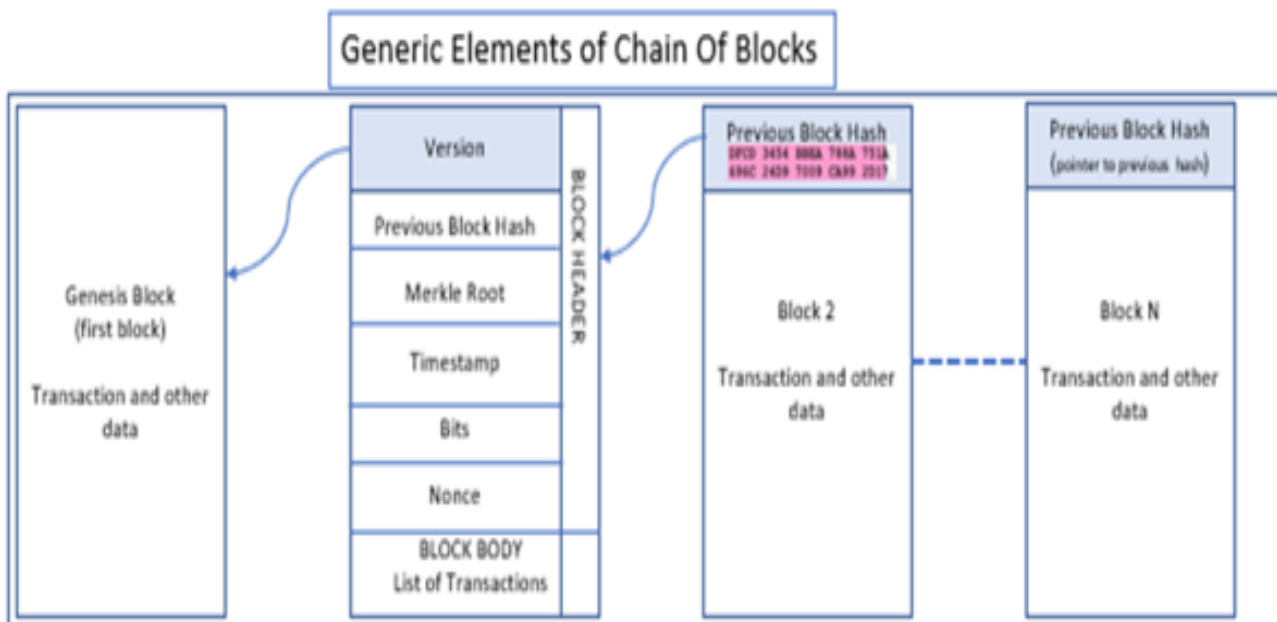 Generic Elements of Chain Of Blocks
Genesis Block
(first block)
Transaction and other
data
Version
Previous Block Hash
Merkle Root
Timestamp
Bits
Nonce
BLOCK BODY
List of Transactions
BLOCK HEADER
Previous Block Hash
Block 2
Transaction and other
data
Previous Block Hash
(pointer to previous hash)
Block N
Transaction and other
data